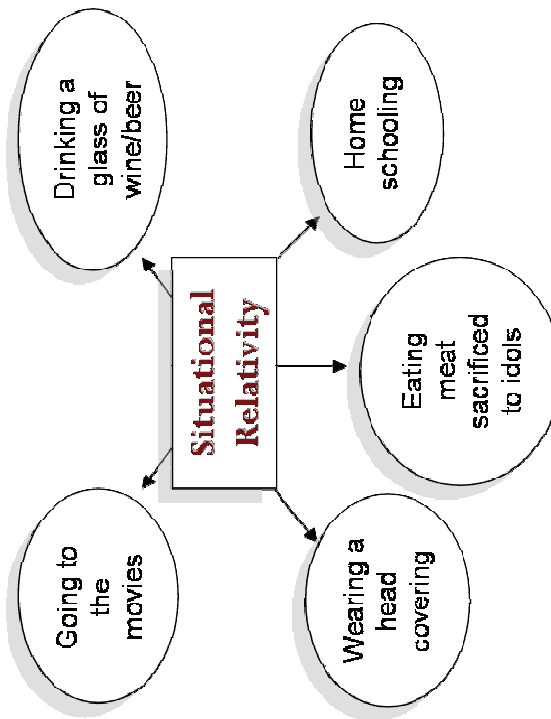 Going to
the
movies
Drinking a
glass of
wine/beer
Situational
Relativity
Wearing a
head
covering
Eating
meat
sacrificed
to idols
Home
schooling